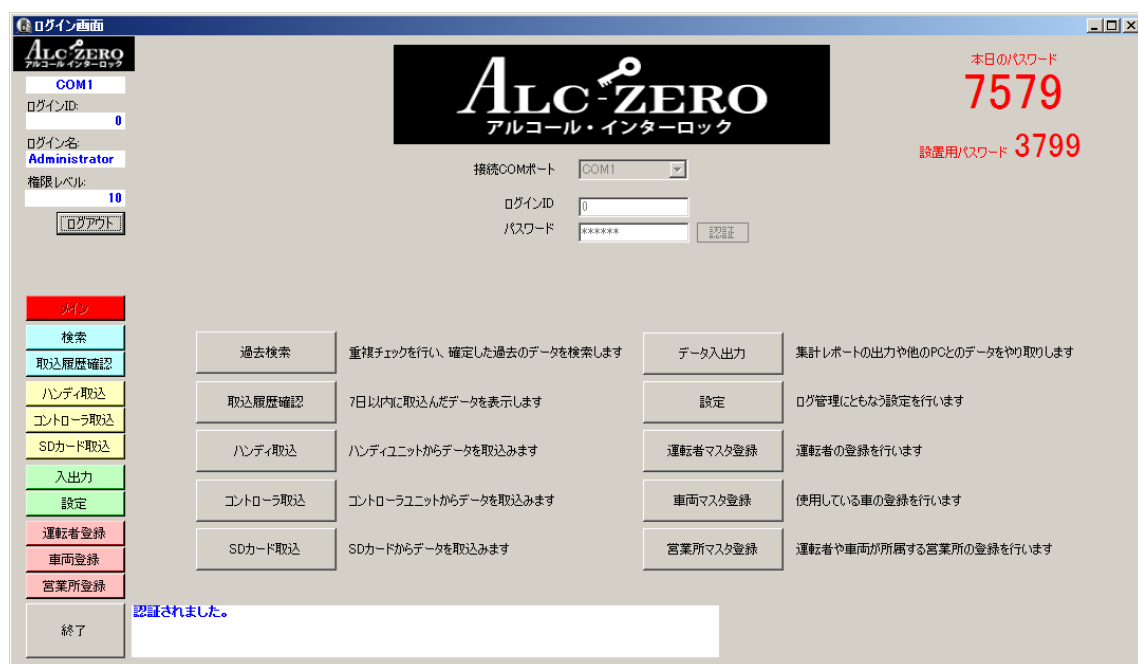 ログイン画面
ALC-ZERO
アルコール・インターロック
COM1
ログインID:
0
ログイン名:
Administrator
権限レベル:
10
ログアウト
ALC-ZERO
アルコール・インターロック
本日のパスワード
7579
設置用パスワード 3799
接続COMポート COM1
ログインID 0
パスワード ****** 認証
メイン
検索
取込履歴確認
ハンディ取込
コントローラ取込
SDカード取込
入出力
設定
運転者登録
車両登録
営業所登録
終了
過去検索 重複チェックを行い、確定した過去のデータを検索します
取込履歴確認 7日以内に取込んだデータを表示します
ハンディ取込 ハンディユニットからデータを取込みます
コントローラ取込 コントローラユニットからデータを取込みます
SDカード取込 SDカードからデータを取込みます
データ入出力 集計レポートの出力や他のPCとのデータをやり取りします
設定 ログ管理にともなう設定を行います
運転者マスタ登録 運転者の登録を行います
車両マスタ登録 使用している車の登録を行います
営業所マスタ登録 運転者や車両が所属する営業所の登録を行います
認証されました。